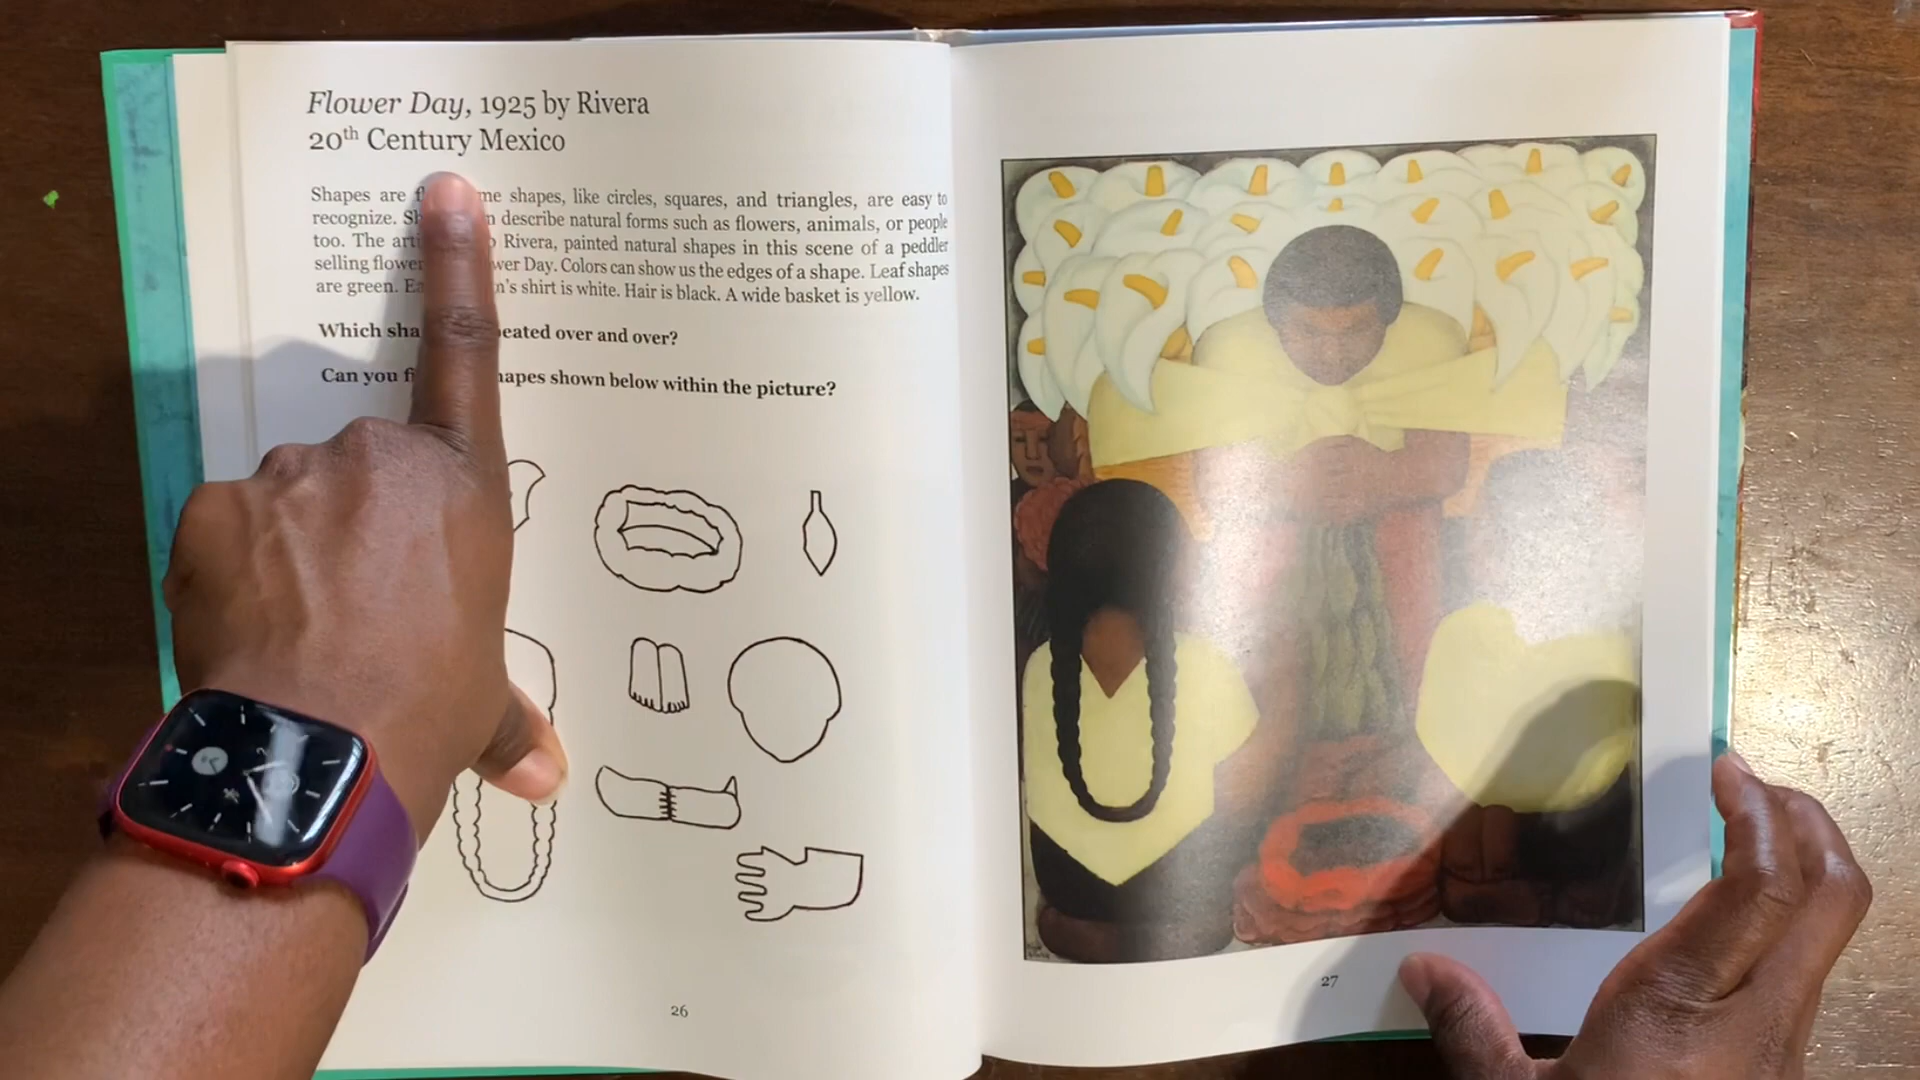 Flower Day, 1925 by Rivera
20th Century Mexico
Shapes are me shapes, like circles, squares, and triangles, are easy to
recognize. describe natural forms such as flowers, animals, or people
too. The Rivera, painted natural shapes in this scene of a peddler
selling Day. Colors can show us the edges of a shape. Leaf shapes
are green. n's shirt is white. Hair is black. A wide basket is yellow.
Which over and over?
Can you shown below within the picture?
26
27